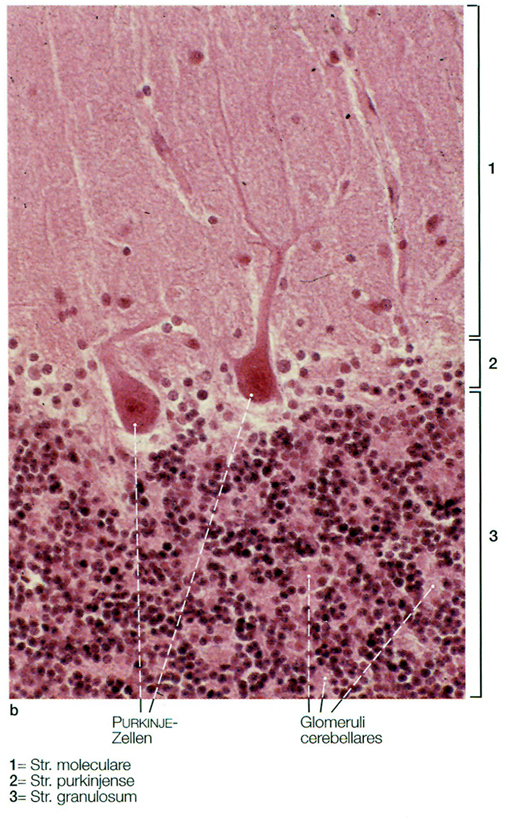 1
2
3
b
PURKINJE-
Zellen
Glomeruli
cerebellares
1= Str. moleculare
2= Str. purkinjense
3= Str. granulosum